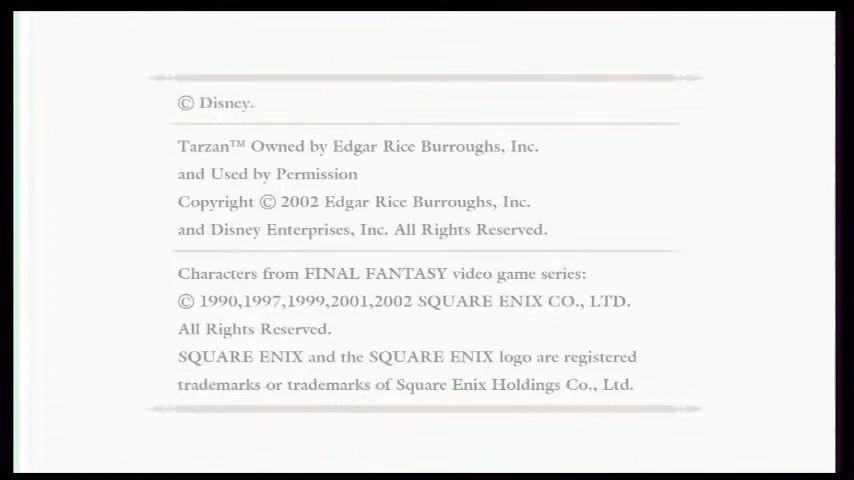 © Disney.
Tarzan™ Owned by Edgar Rice Burroughs, Inc.
and Used by Permission
Copyright © 2002 Edgar Rice Burroughs, Inc.
and Disney Enterprises, Inc. All Rights Reserved.
Characters from FINAL FANTASY video game series:
© 1990,1997,1999,2001,2002 SQUARE ENIX CO., LTD.
All Rights Reserved.
SQUARE ENIX and the SQUARE ENIX logo are registered
trademarks or trademarks of Square Enix Holdings Co., Ltd.